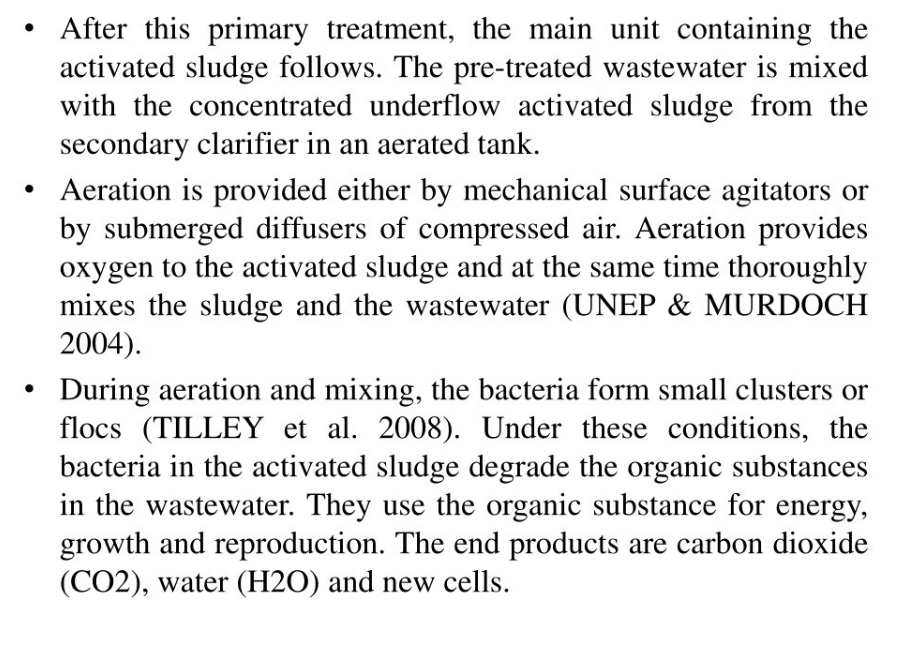 • After this primary treatment, the main unit containing the
activated sludge follows. The pre-treated wastewater is mixed
with the concentrated underflow activated sludge from the
secondary clarifier in an aerated tank.
• Aeration is provided either by mechanical surface agitators or
by submerged diffusers of compressed air. Aeration provides
oxygen to the activated sludge and at the same time thoroughly
mixes the sludge and the wastewater (UNEP & MURDOCH
2004).
• During aeration and mixing, the bacteria form small clusters or
flocs (TILLEY et al. 2008). Under these conditions, the
bacteria in the activated sludge degrade the organic substances
in the wastewater. They use the organic substance for energy,
growth and reproduction. The end products are carbon dioxide
(CO2), water (H2O) and new cells.